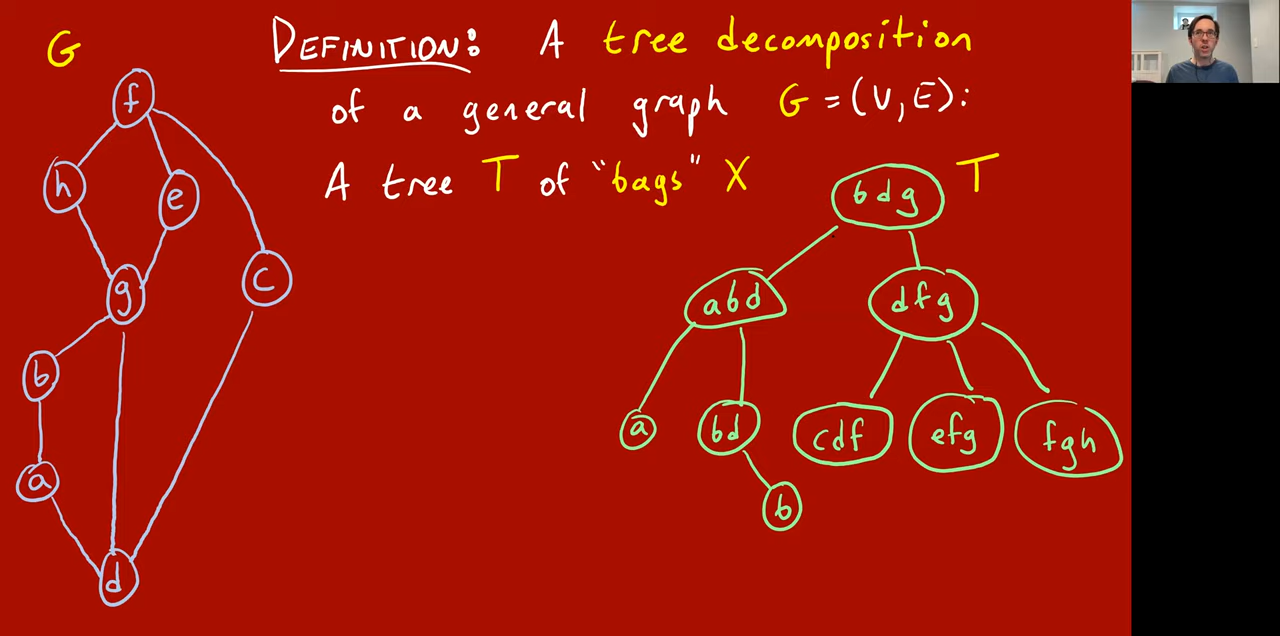 G
DEFINITION: A tree decomposition
of a general graph G = (V, E):
A tree T of "bags" X
T
f
h
e
g
c
b
a
d
bdg
abd
dfg
a
bd
cdf
efg
fgh
b